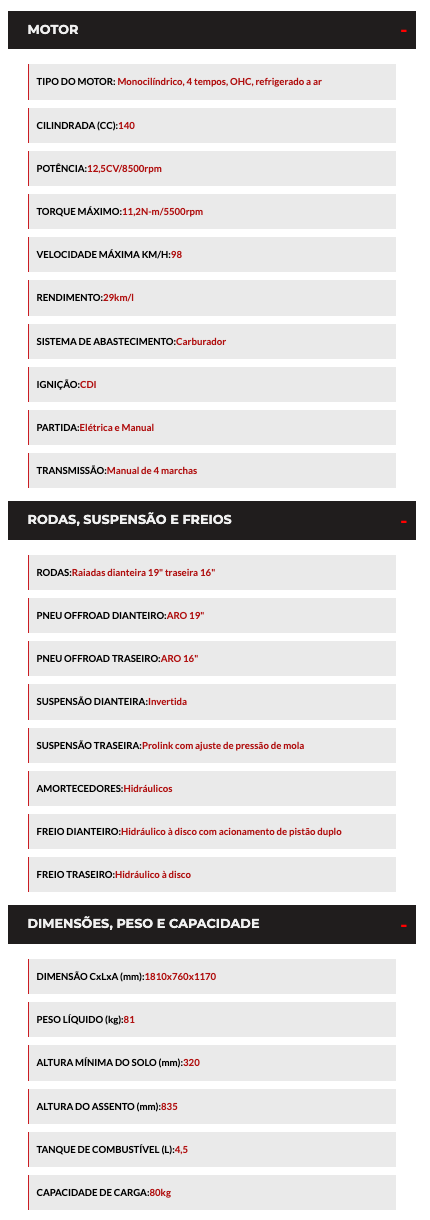 MOTOR -
TIPO DO MOTOR: Monocilíndrico, 4 tempos, OHC, refrigerado a ar
CILINDRADA (CC):140
POTÊNCIA:12,5CV/8500rpm
TORQUE MÁXIMO:11,2N-m/5500rpm
VELOCIDADE MÁXIMA KM/H:98
RENDIMENTO:29km/l
SISTEMA DE ABASTECIMENTO:Carburador
IGNIÇÃO:CDI
PARTIDA:Elétrica e Manual
TRANSMISSÃO:Manual de 4 marchas
RODAS, SUSPENSÃO E FREIOS -
RODAS:Raiadas dianteira 19" traseira 16"
PNEU OFFROAD DIANTEIRO:ARO 19"
PNEU OFFROAD TRASEIRO:ARO 16"
SUSPENSÃO DIANTEIRA:Invertida
SUSPENSÃO TRASEIRA:Prolink com ajuste de pressão de mola
AMORTECEDORES:Hidráulicos
FREIO DIANTEIRO:Hidráulico à disco com acionamento de pistão duplo
FREIO TRASEIRO:Hidráulico à disco
DIMENSÕES, PESO E CAPACIDADE -
DIMENSÃO CxLxA (mm):1810x760x1170
PESO LÍQUIDO (kg):81
ALTURA MÍNIMA DO SOLO (mm):320
ALTURA DO ASSENTO (mm):835
TANQUE DE COMBUSTÍVEL (L):4,5
CAPACIDADE DE CARGA:80kg